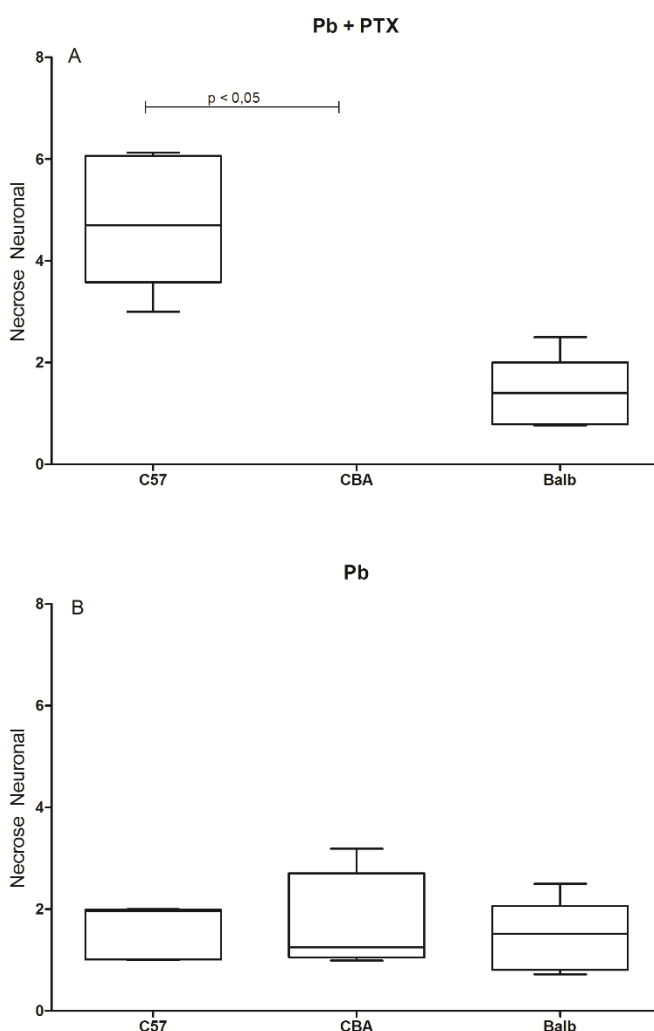 Pb + PTX
A
p < 0,05
8
6
4
2
0
Necrose Neuronal
C57 CBA Balb
Pb
B
8
6
4
2
0
Necrose Neuronal
C57 CBA Balb